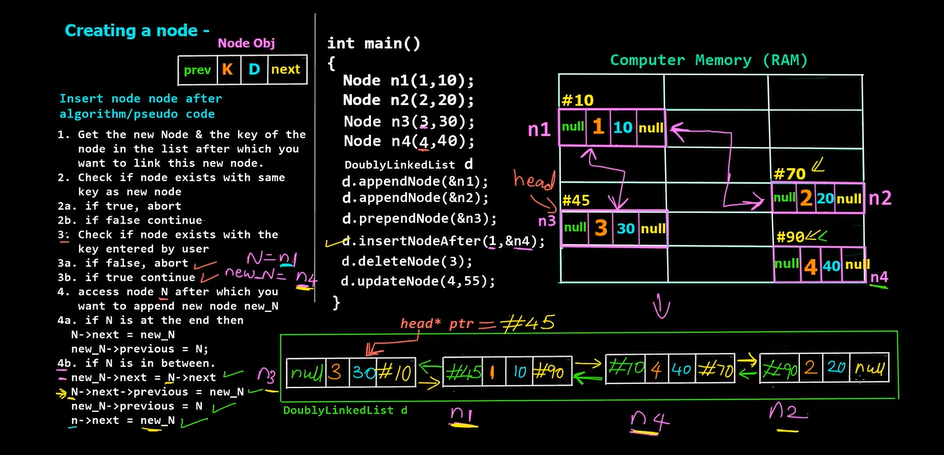 Creating a node -
Node Obj
prev K D next
Insert node node after
algorithm/pseudo code
1. Get the new Node & the key of the
node in the list after which you
want to link this new node.
2. Check if node exists with same
key as new node
2a. if true, abort
2b. if false continue
3. Check if node exists with the
key entered by user
3a. if false, abort
3b. if true continue
4. access node N after which you
want to append new node new_N
4a. if N is at the end then
N->next = new_N
new_N->previous = N;
4b. if N is in between.
new_N->next = N->next
N->next->previous = new_N
new_N->previous = N
n->next = new_N
N = n1
new_N = n4
int main()
{
Node n1(1,10);
Node n2(2,20);
Node n3(3,30);
Node n4(4,40);
DoublyLinkedList d
d.appendNode(&n1);
d.appendNode(&n2);
d.prependNode(&n3);
d.insertNodeAfter(1,&n4);
d.deleteNode(3);
d.updateNode(4,55);
}
Computer Memory (RAM)
#10
n1 null 1 10 null
#70
null 2 20 null n2
head
#45
n3 null 3 30 null
#90
null 4 40 null
n4
head* ptr = #45
n3 null 3 30 #10
#45 1 10 #90
#10 4 40 #70
#90 2 20 null
DoublyLinkedList d
n1 n4 n2